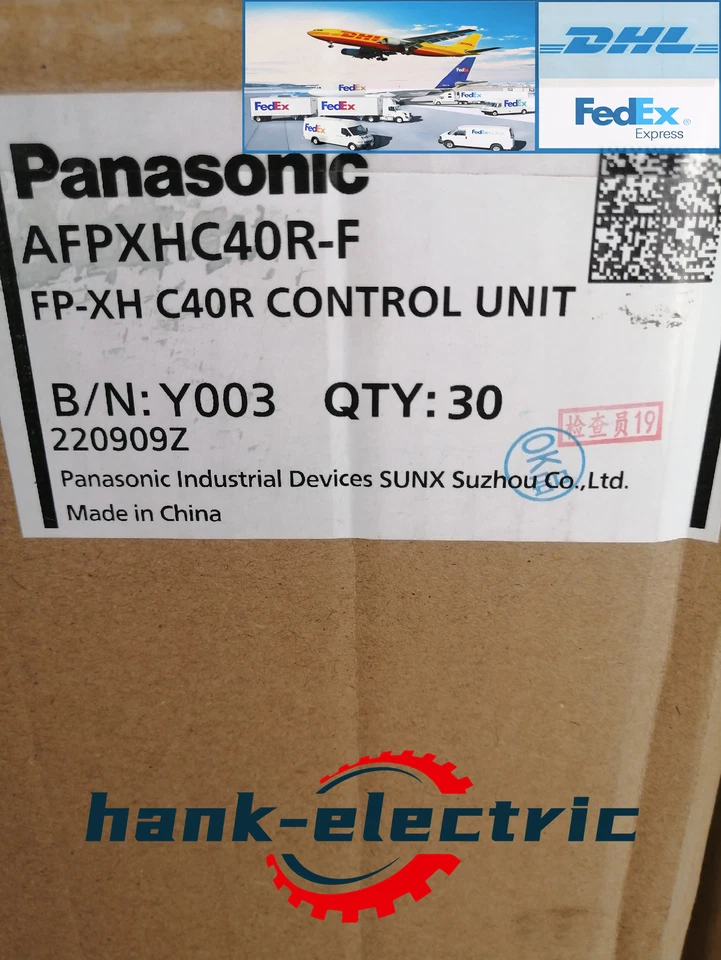 DHL
FedEx
FedEx
FedEx
FedEx
FedEx
FedEx
FedEx
Express
Panasonic
AFPXHC40R-F
FP-XH C40R CONTROL UNIT
B/N: Y003 QTY: 30
220909Z
检查员19
OK
Panasonic Industrial Devices SUNX Suzhou Co.,Ltd.
Made in China
hank-electric